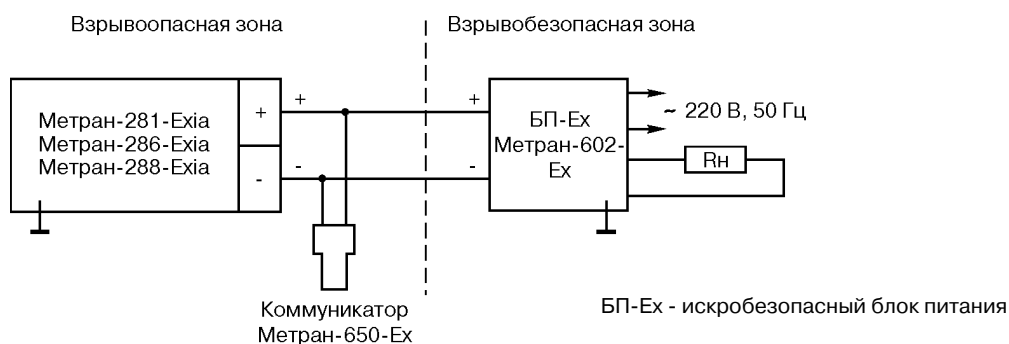 Взрывоопасная зона
Взрывобезопасная зона
Метран-281-Exia
Метран-286-Exia
Метран-288-Exia
+
-
+
-
+
-
БП-Ex
Метран-602-
Ex
~ 220 В, 50 Гц
Rн
Коммуникатор
Метран-650-Ex
БП-Ex - искробезопасный блок питания